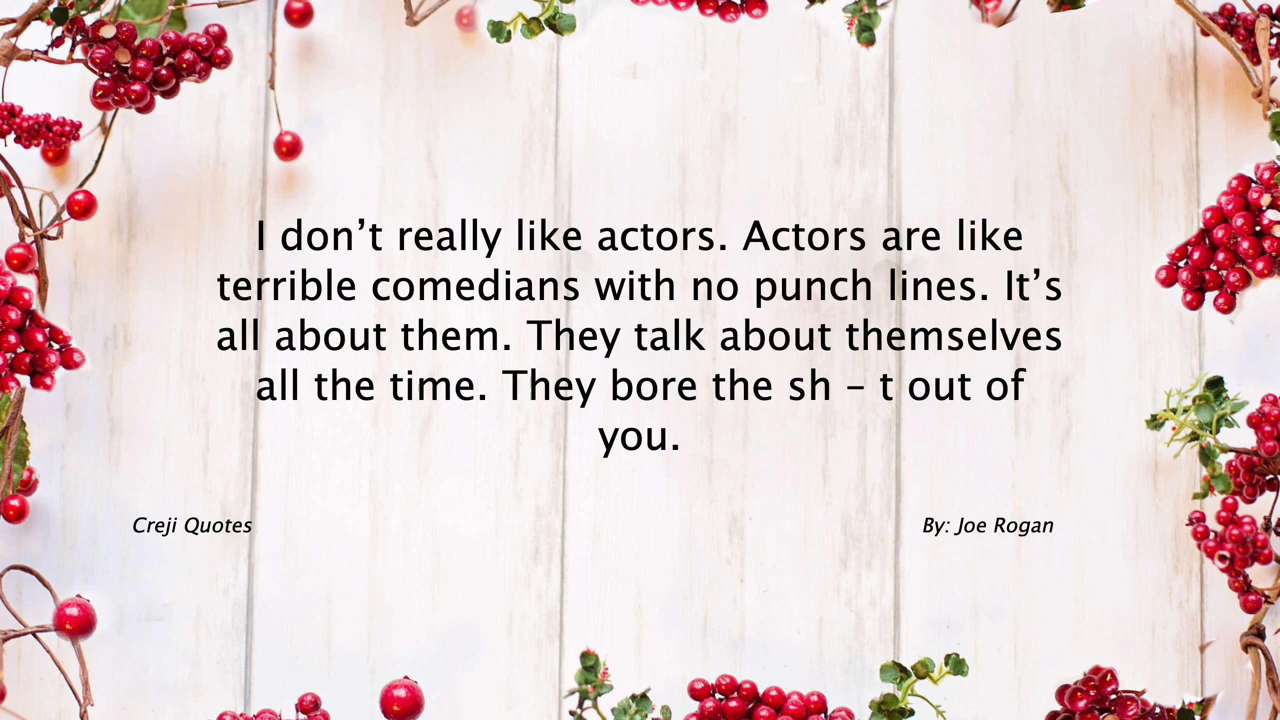 I don’t really like actors. Actors are like
terrible comedians with no punch lines. It’s
all about them. They talk about themselves
all the time. They bore the sh – t out of
you.
Creji Quotes
By: Joe Rogan